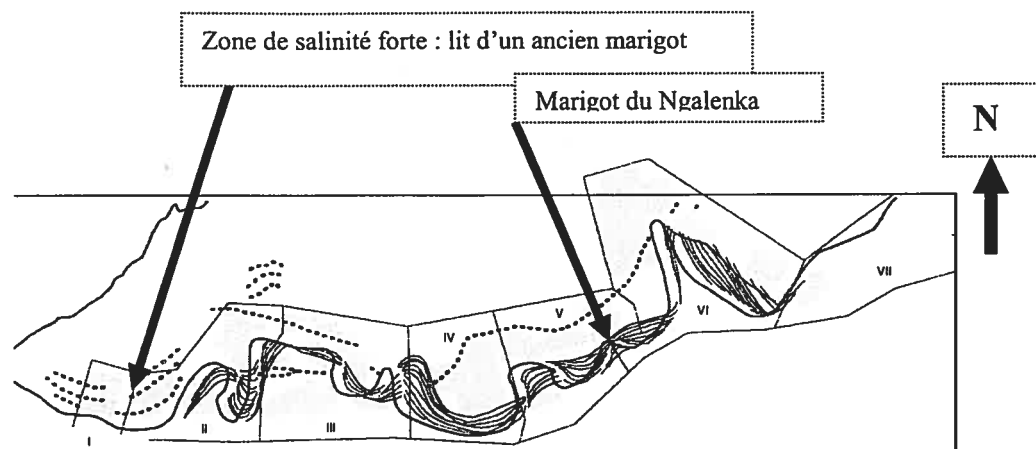 Zone de salinité forte : lit d'un ancien marigot
Marigot du Ngalenka
N
I
II
III
IV
V
VI
VII